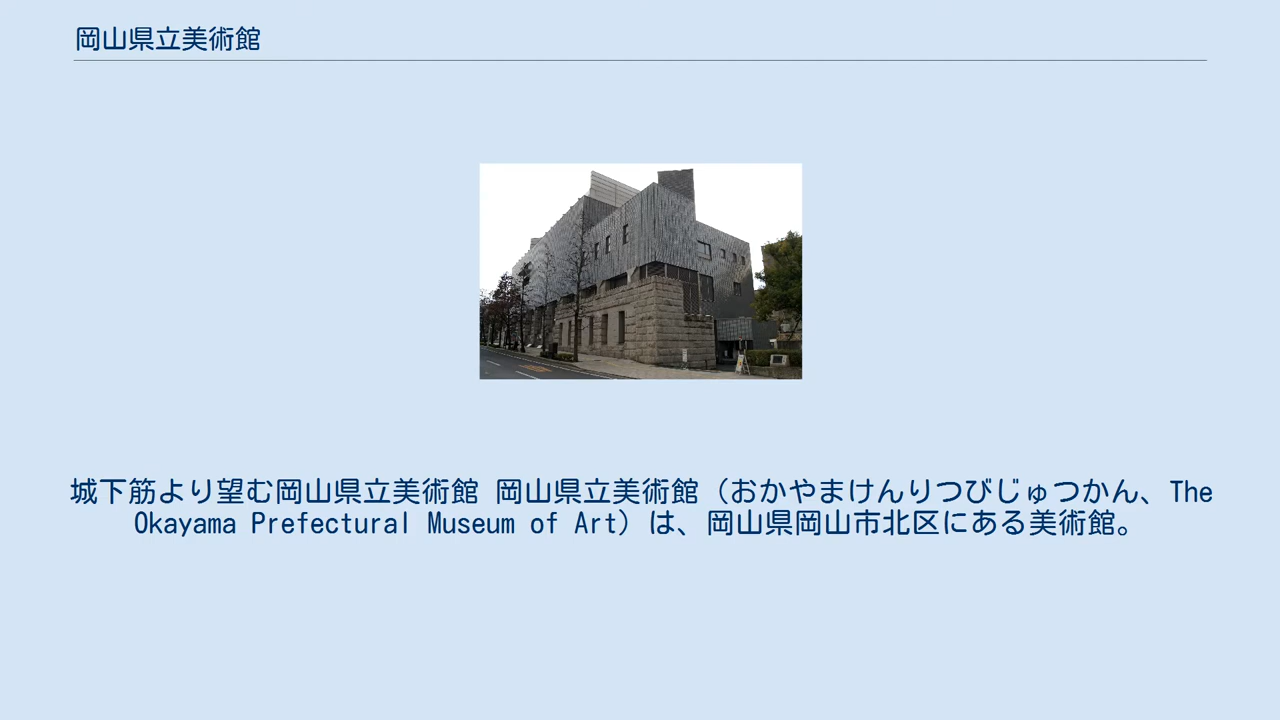 岡山県立美術館
城下筋より望む岡山県立美術館 岡山県立美術館（おかやまけんりつびじゅつかん、The
Okayama Prefectural Museum of Art）は、岡山県岡山市北区にある美術館。